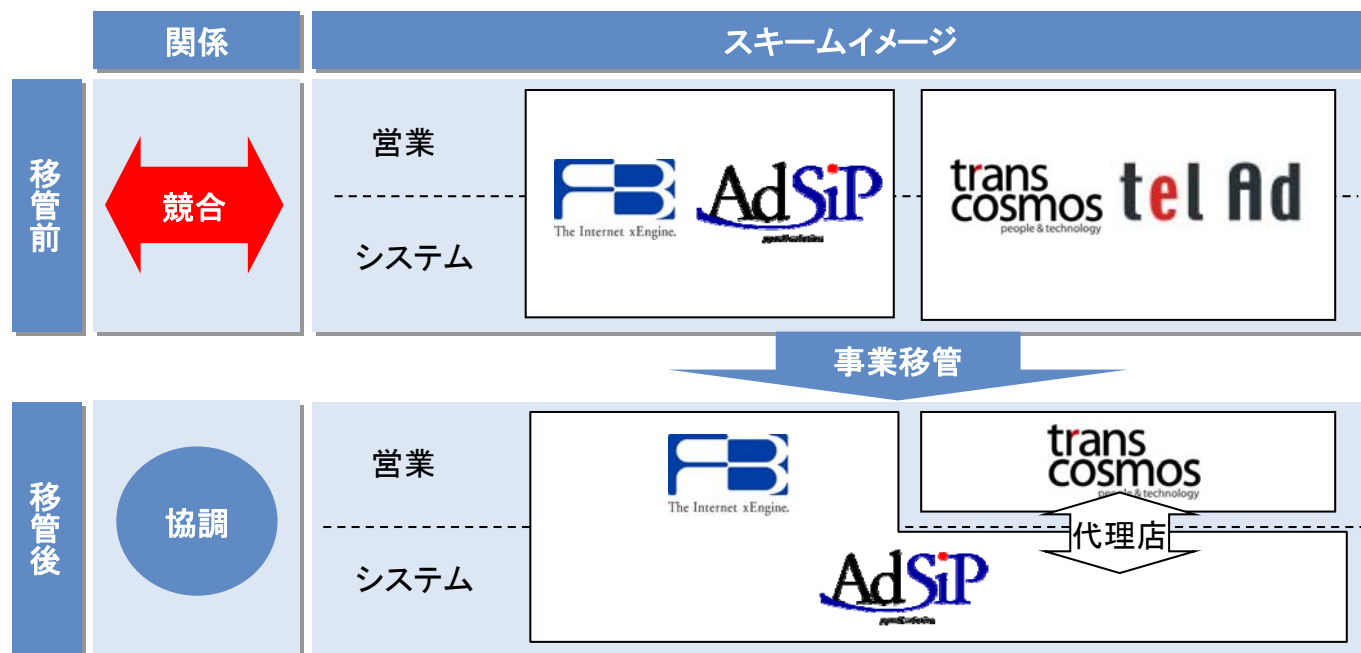 関係
スキームイメージ
移管前
競合
営業
システム
FB
The Internet xEngine.
AdSiP
trans
cosmos
people & technology
tel Ad
事業移管
移管後
協調
営業
システム
FB
The Internet xEngine.
trans
cosmos
people & technology
代理店
AdSiP